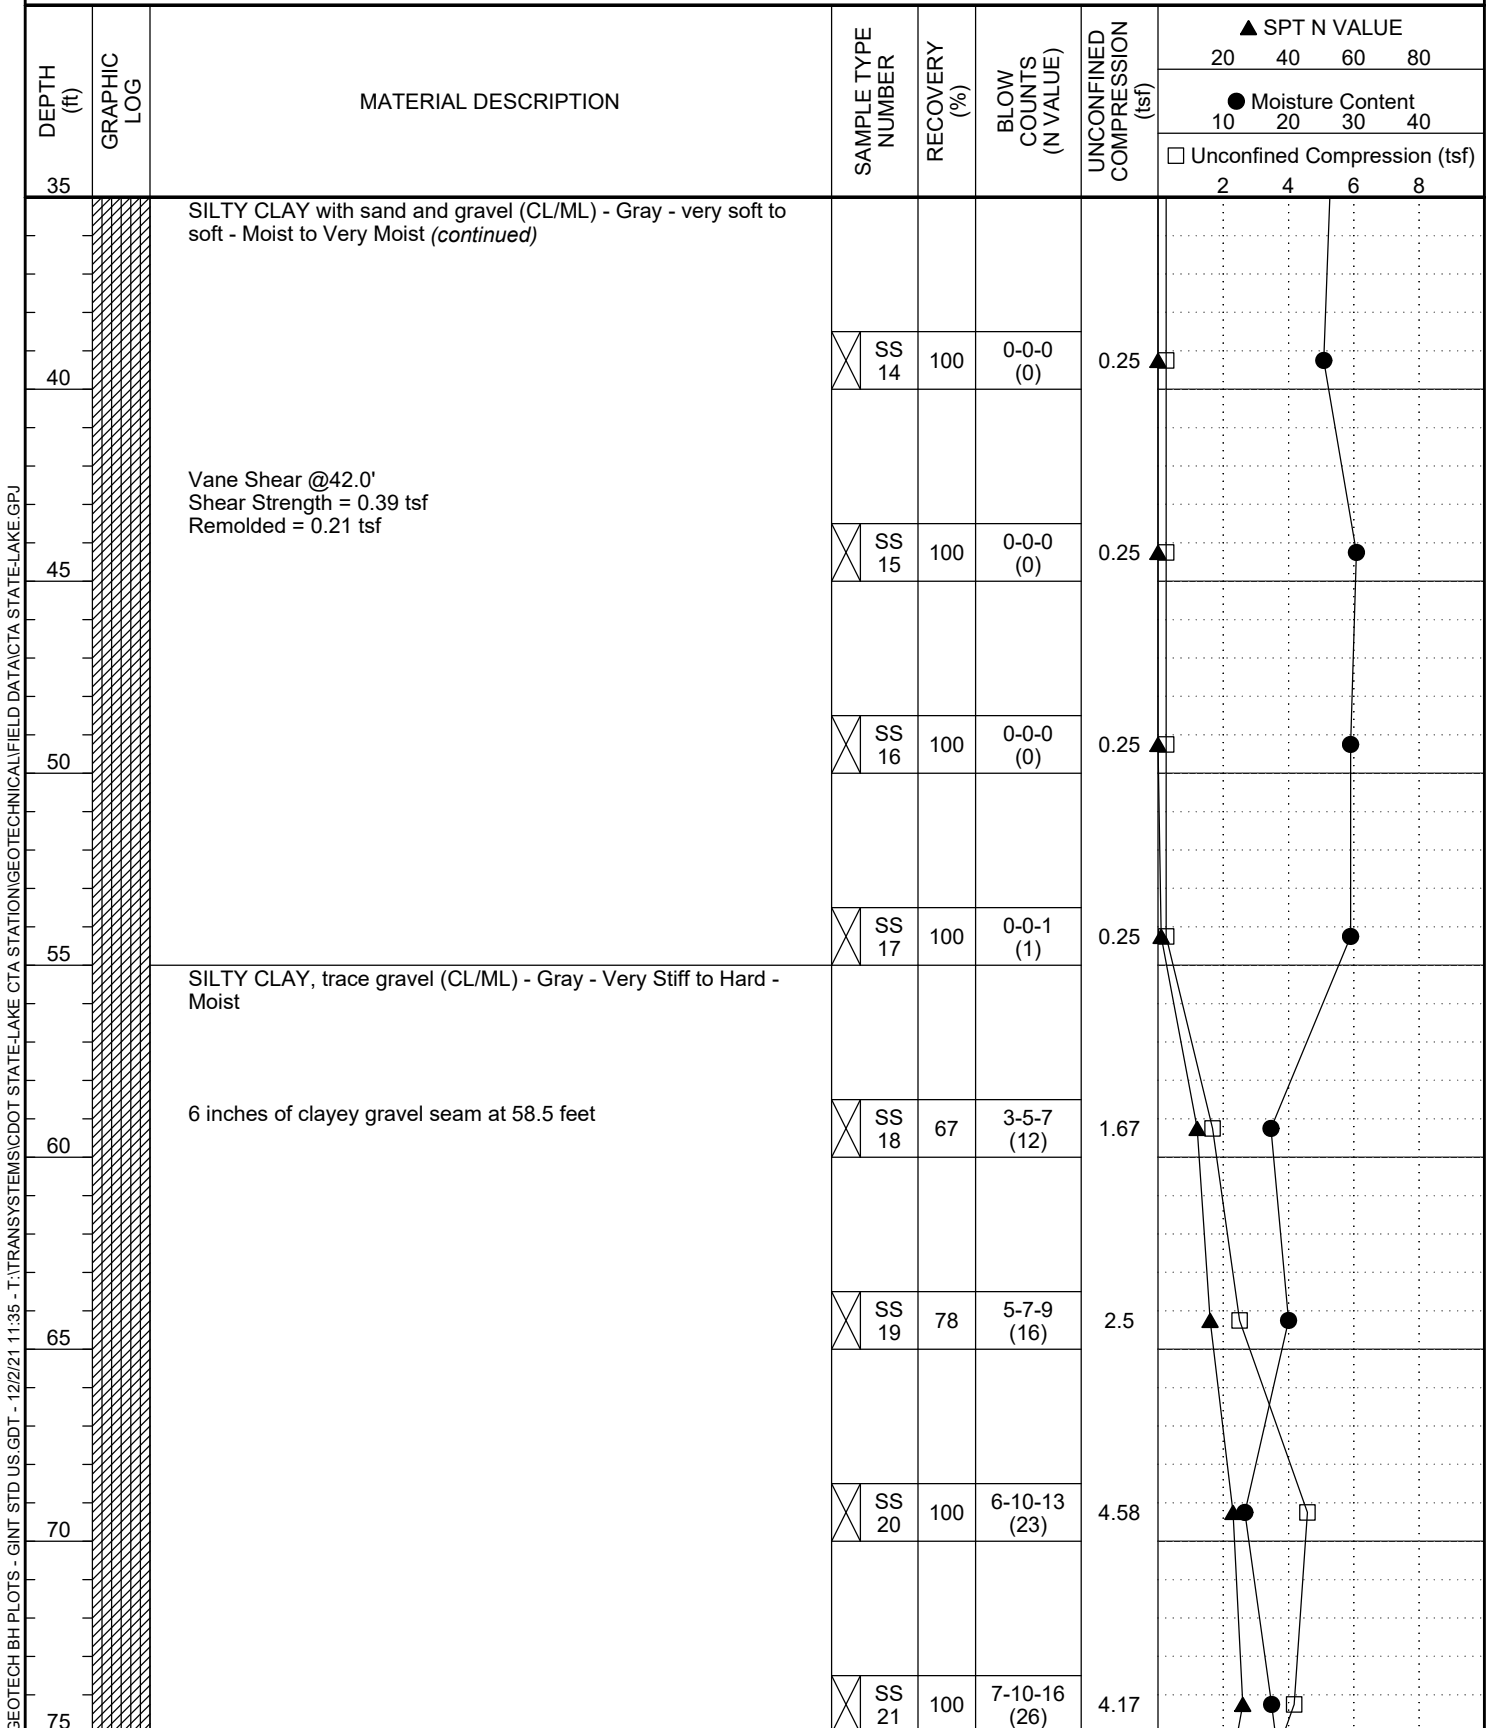 DEPTH
(ft)
GRAPHIC
LOG
MATERIAL DESCRIPTION
SAMPLE TYPE
NUMBER
RECOVERY
(%)
BLOW
COUNTS
(N VALUE)
UNCONFINED
COMPRESSION
(tsf)
▲ SPT N VALUE
20 40 60 80
● Moisture Content
10 20 30 40
□ Unconfined Compression (tsf)
2 4 6 8
35
SILTY CLAY with sand and gravel (CL/ML) - Gray - very soft to
soft - Moist to Very Moist (continued)
SS
14
100
0-0-0
(0)
0.25
40
Vane Shear @42.0'
Shear Strength = 0.39 tsf
Remolded = 0.21 tsf
SS
15
100
0-0-0
(0)
0.25
45
SS
16
100
0-0-0
(0)
0.25
50
SS
17
100
0-0-1
(1)
0.25
55
SILTY CLAY, trace gravel (CL/ML) - Gray - Very Stiff to Hard -
Moist
6 inches of clayey gravel seam at 58.5 feet
SS
18
67
3-5-7
(12)
1.67
60
SS
19
78
5-7-9
(16)
2.5
65
SS
20
100
6-10-13
(23)
4.58
70
SS
21
100
7-10-16
(26)
4.17
75
GEOTECH BH PLOTS - GINT STD US.GDT - 12/2/21 11:35 - T:\TRANSYSTEMS\CDOT STATE-LAKE CTA STATION\GEOTECHNICAL\FIELD DATA\CTA STATE-LAKE.GPJ